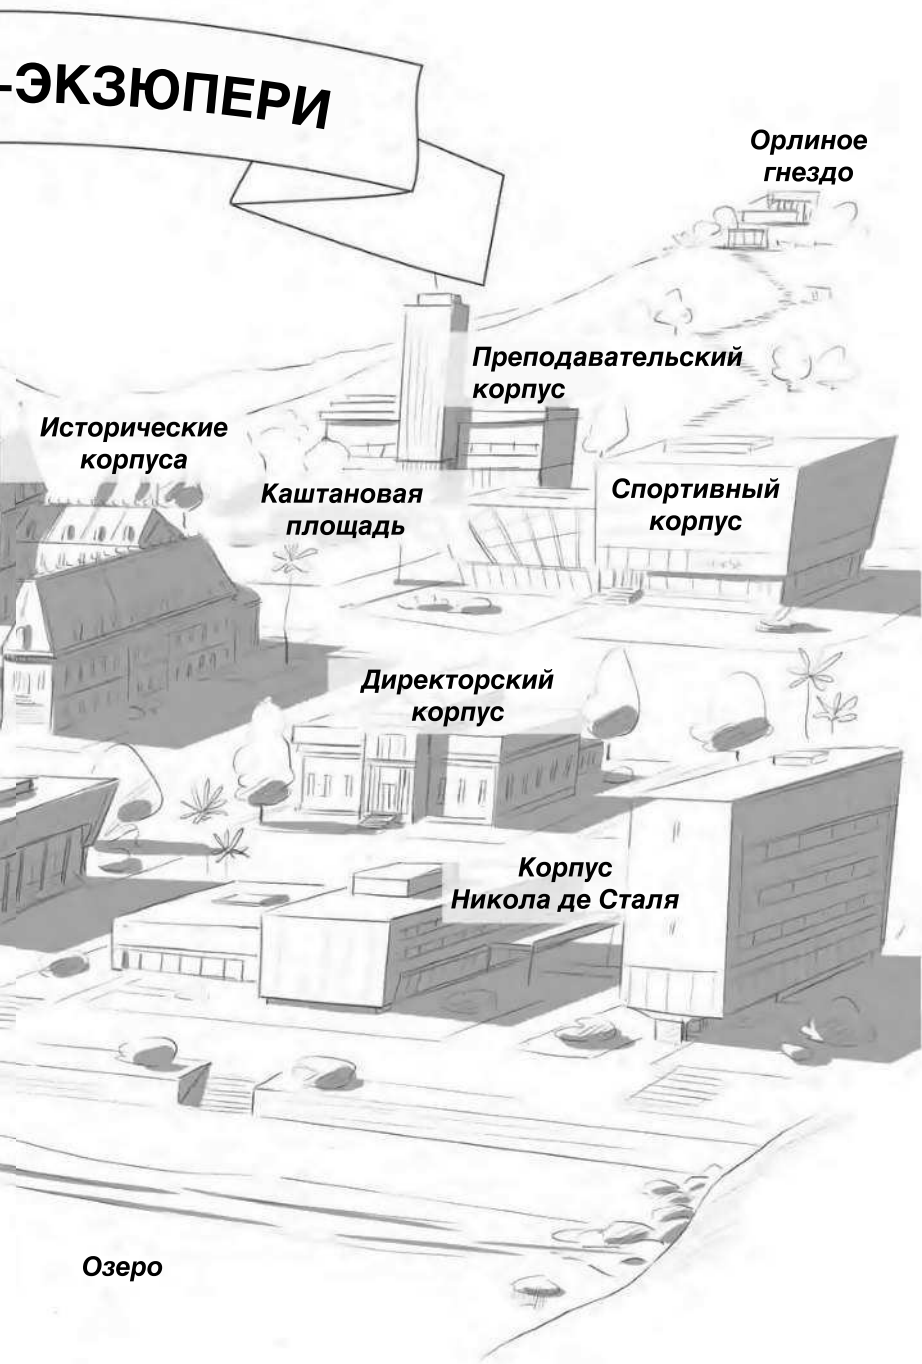 -ЭКЗЮПЕРИ
Орлиное
гнездо
Преподавательский
корпус
Исторические
корпуса
Каштановая
площадь
Спортивный
корпус
Директорский
корпус
Корпус
Никола де Сталя
Озеро